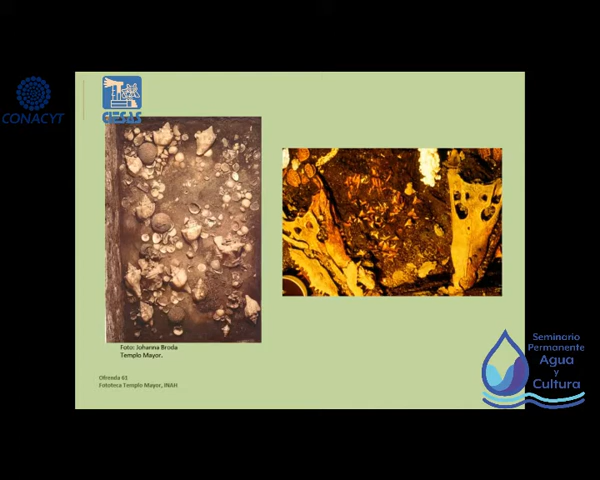 CONACYT
CIESAS
Foto: Johanna Broda
Templo Mayor.
Ofrenda 61
Fototeca Templo Mayor, INAH
Seminario
Permanente
Agua
y
Cultura